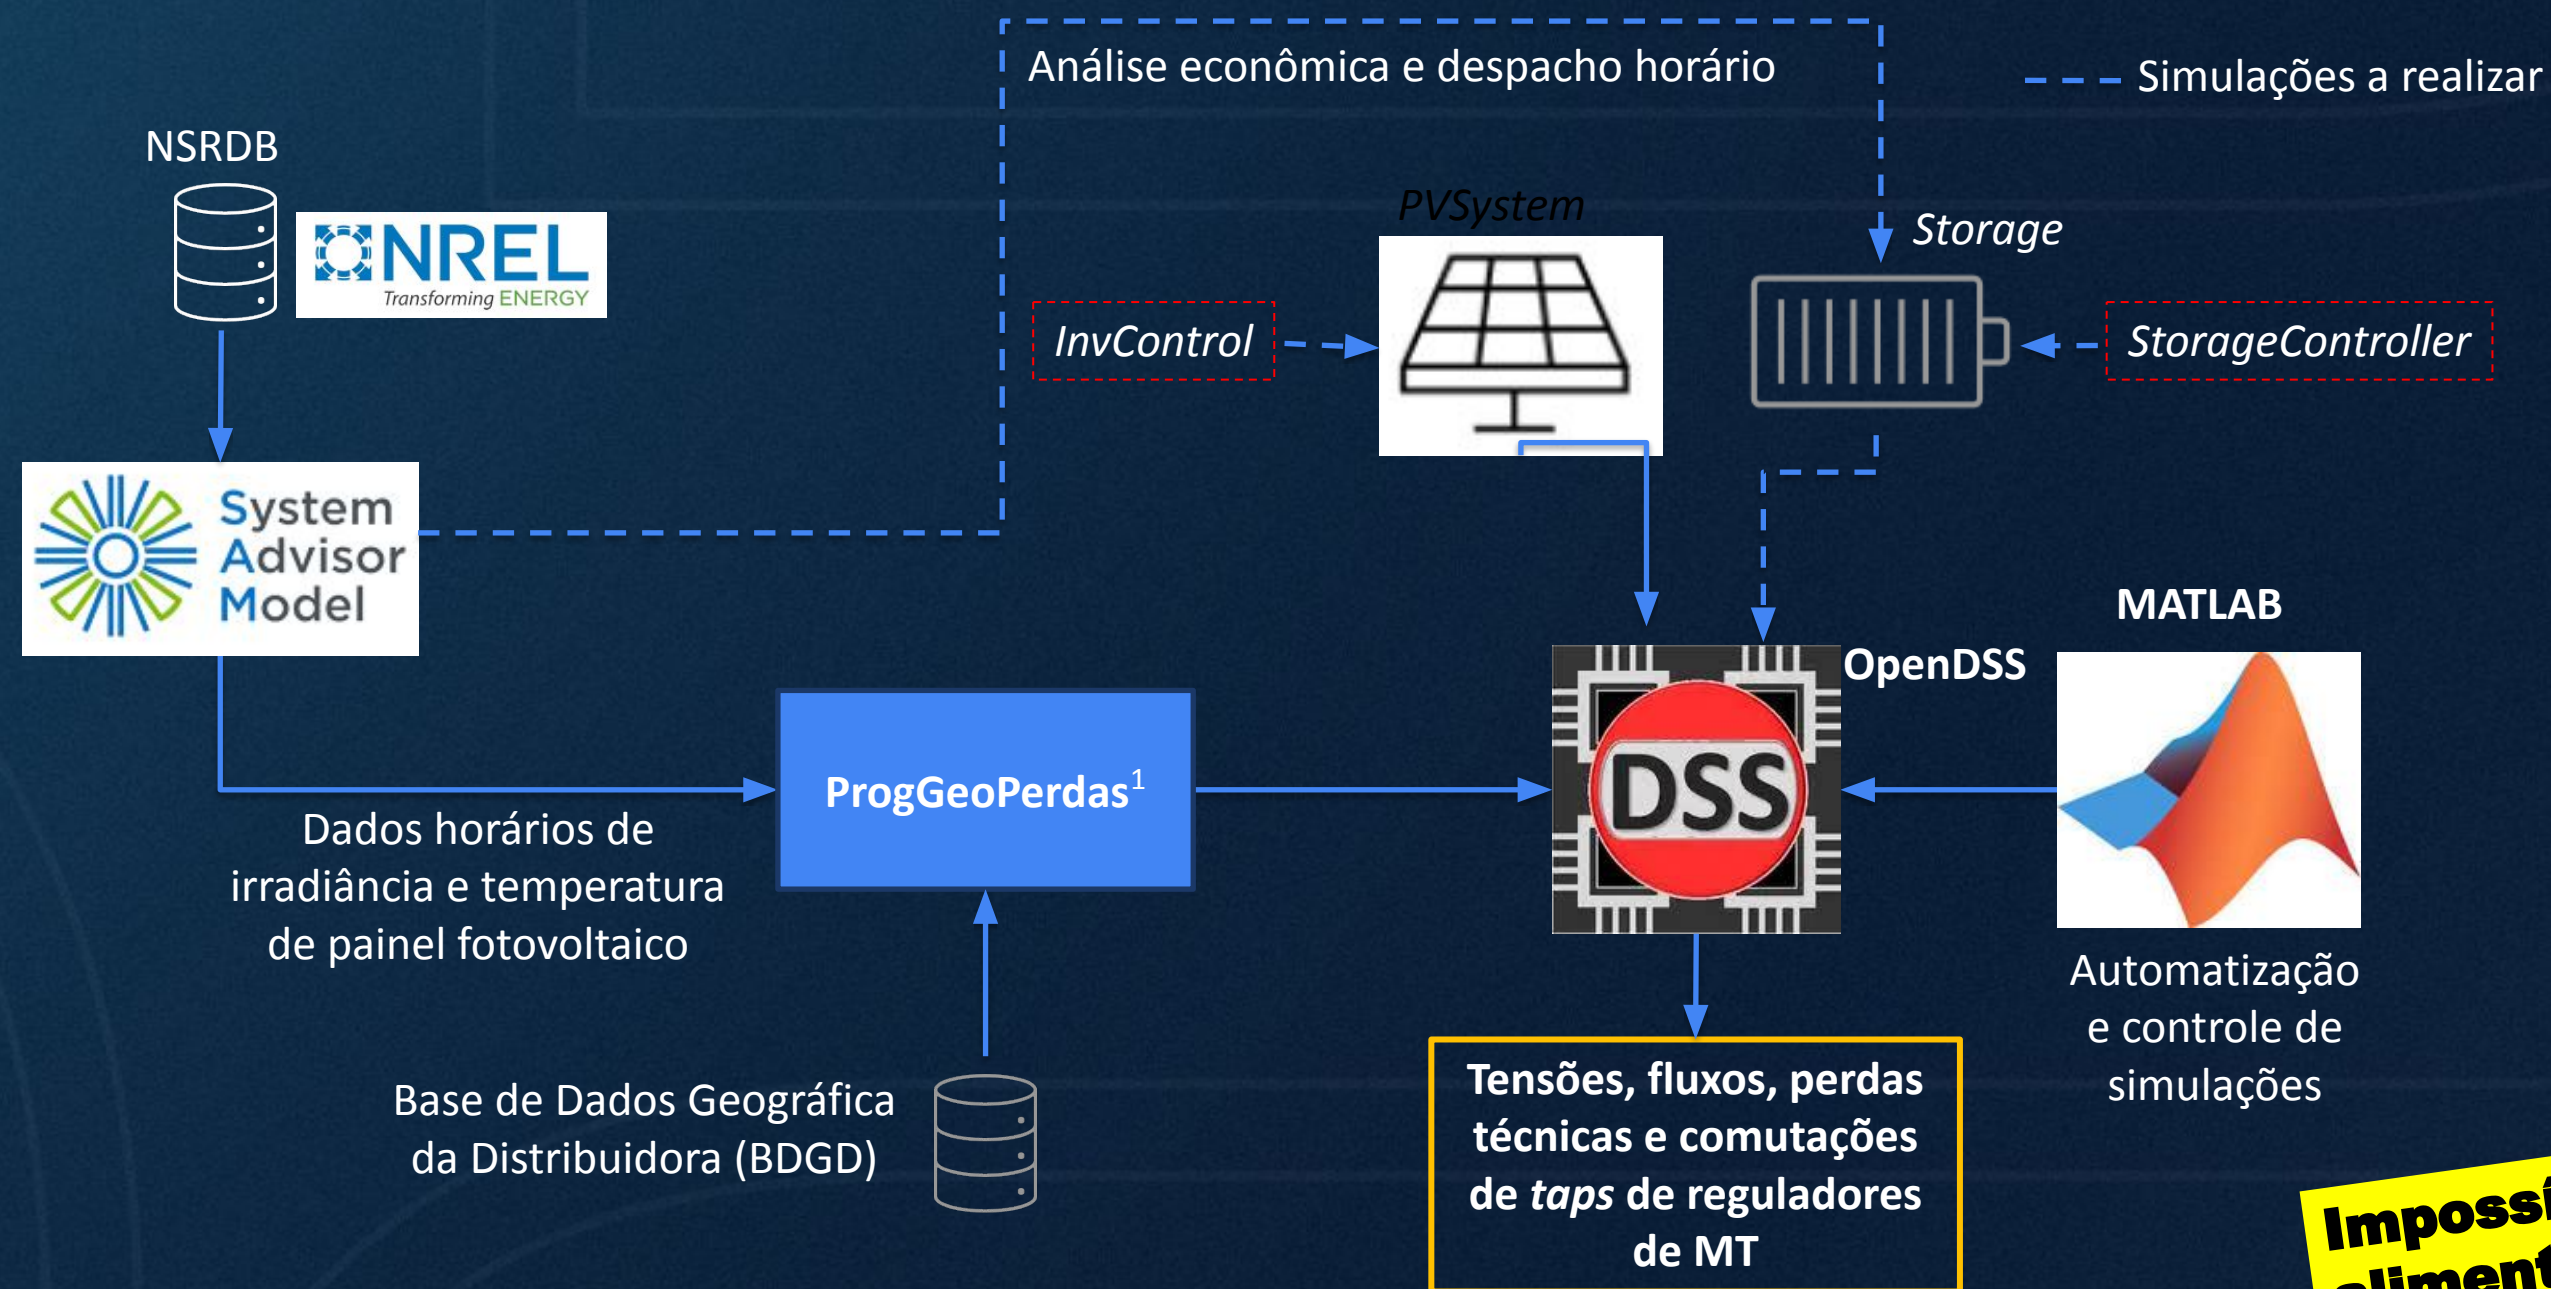 Análise econômica e despacho horário
Simulações a realizar
NSRDB
NREL
Transforming ENERGY
PVSystem
Storage
InvControl
StorageController
System
Advisor
Model
MATLAB
OpenDSS
DSS
ProgGeoPerdas¹
Dados horários de
irradiância e temperatura
de painel fotovoltaico
Automatização
e controle de
simulações
Base de Dados Geográfica
da Distribuidora (BDGD)
Tensões, fluxos, perdas
técnicas e comutações
de taps de reguladores
de MT